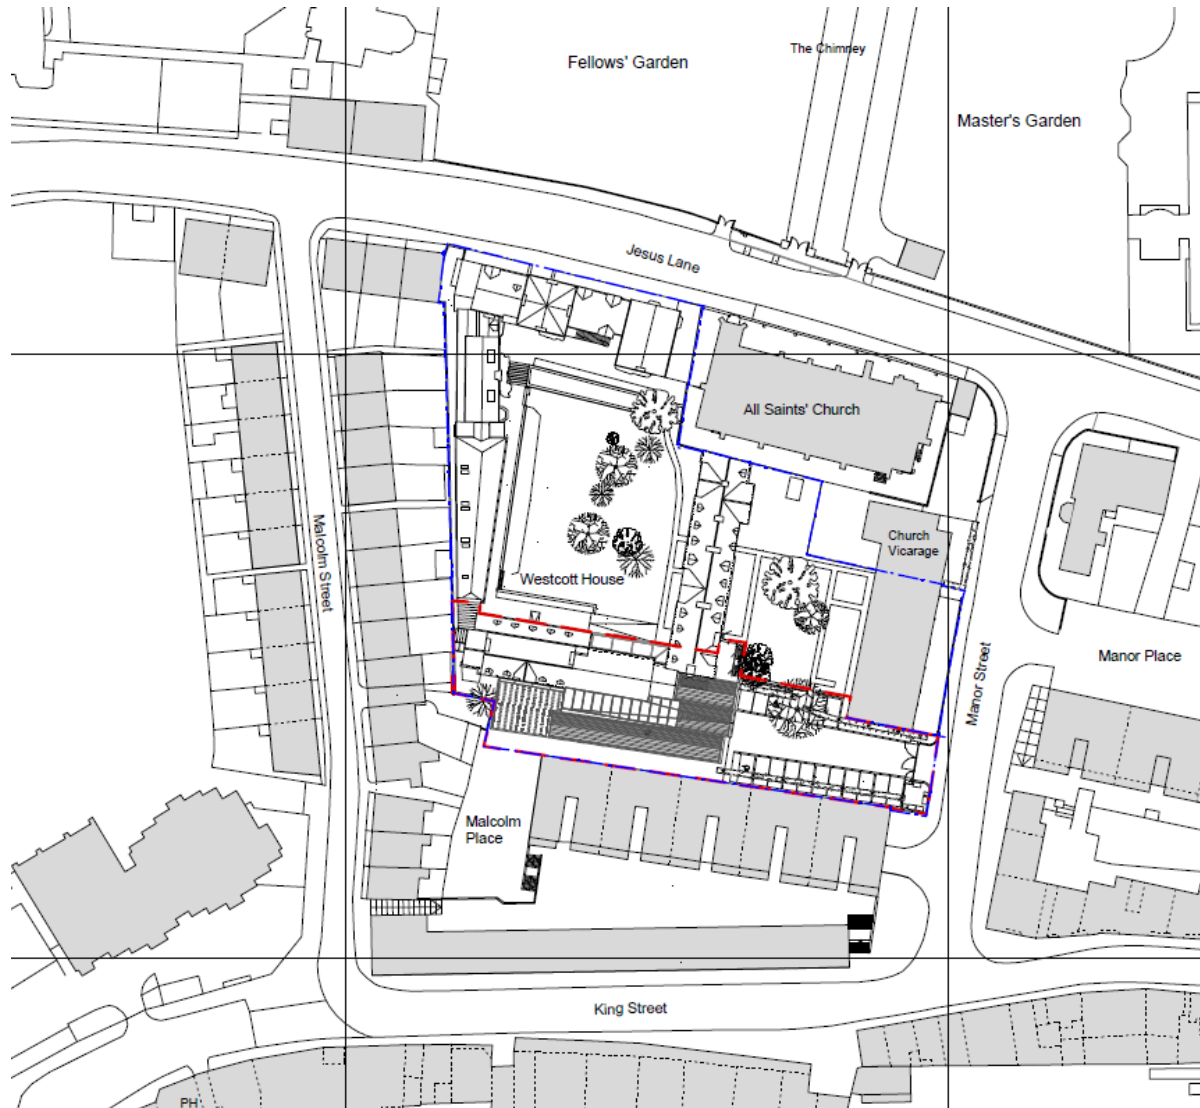 The Chimney
Fellows' Garden
Master's Garden
Jesus Lane
All Saints' Church
Church
Vicarage
Malcolm Street
Westcott House
Manor Street
Manor Place
Malcolm
Place
King Street
PH